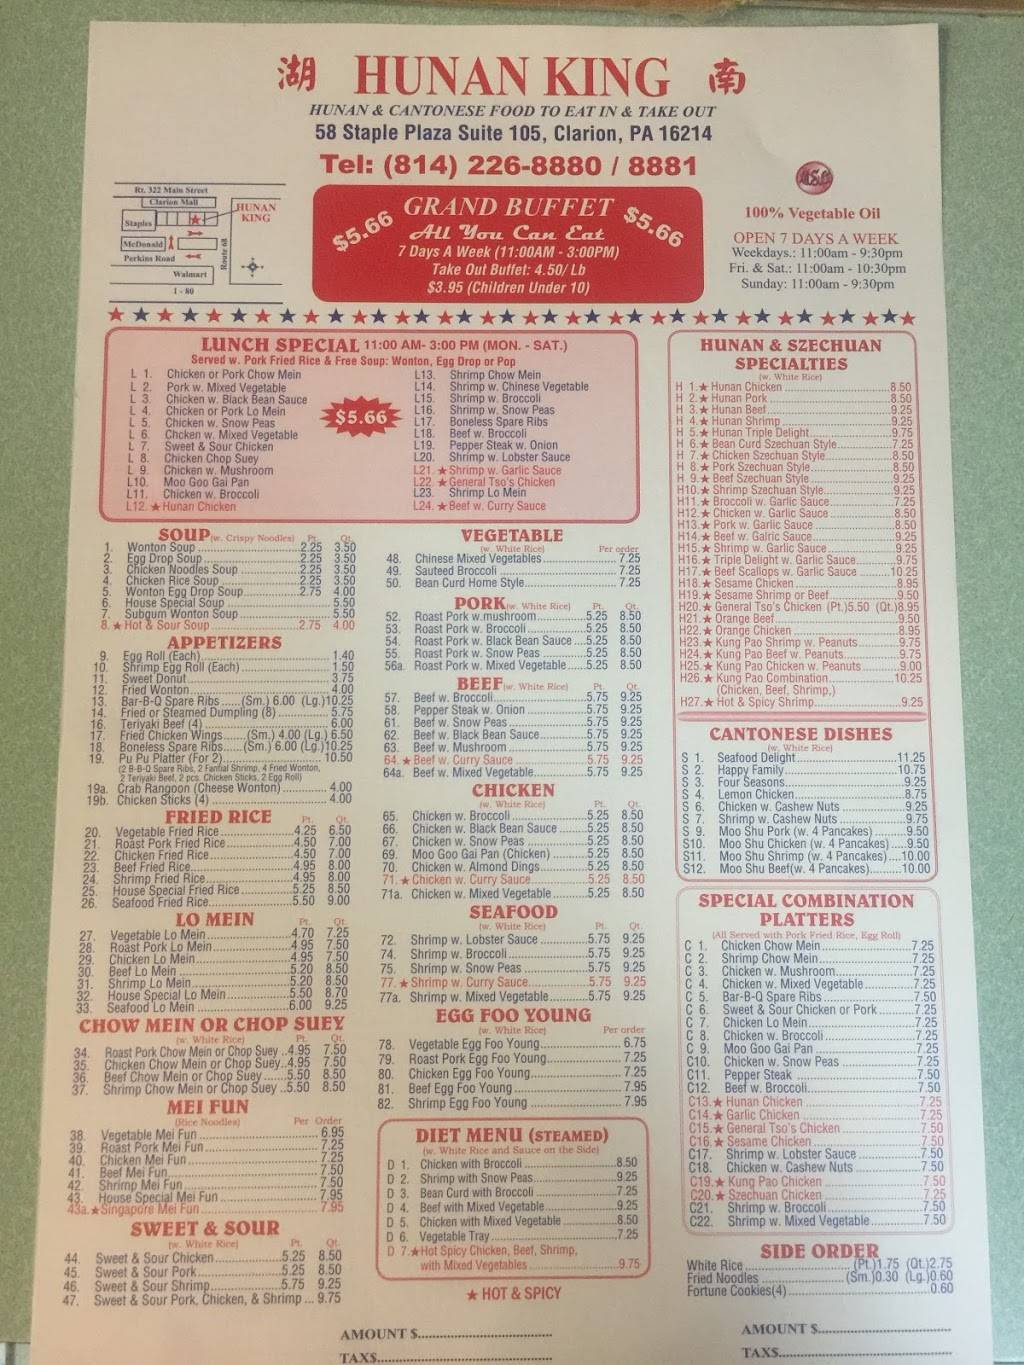 湖 HUNAN KING 南
HUNAN & CANTONESE FOOD TO EAT IN & TAKE OUT
58 Staple Plaza Suite 105, Clarion, PA 16214
Tel: (814) 226-8880 / 8881
Rt. 322 Main Street
Clarion Mall
HUNAN KING
Staples
McDonald
Perkins Road
Route 68
Walmart
I - 80
$5.66 GRAND BUFFET $5.66
All You Can Eat
7 Days A Week (11:00AM - 3:00PM)
Take Out Buffet: 4.50/ Lb
$3.95 (Children Under 10)
100% Vegetable Oil
OPEN 7 DAYS A WEEK
Weekdays.: 11:00am - 9:30pm
Fri. & Sat.: 11:00am - 10:30pm
Sunday: 11:00am - 9:30pm
LUNCH SPECIAL 11:00 AM- 3:00 PM (MON. - SAT.)
Served w. Pork Fried Rice & Free Soup: Wonton, Egg Drop or Pop
L 1. Chicken or Pork Chow Mein
L 2. Pork w. Mixed Vegetable
L 3. Chicken w. Black Bean Sauce
L 4. Chicken or Pork Lo Mein
L 5. Chicken w. Snow Peas
L 6. Chcken w. Mixed Vegetable
L 7. Sweet & Sour Chicken
L 8. Chicken Chop Suey
L 9. Chicken w. Mushroom
L10. Moo Goo Gai Pan
L11. Chicken w. Broccoli
L12. ★Hunan Chicken
$5.66
L13. Shrimp Chow Mein
L14. Shrimp w. Chinese Vegetable
L15. Shrimp w. Broccoli
L16. Shrimp w. Snow Peas
L17. Boneless Spare Ribs
L18. Beef w. Broccoli
L19. Pepper Steak w. Onion
L20. Shrimp w. Lobster Sauce
L21. ★Shrimp w. Garlic Sauce
L22. ★General Tso's Chicken
L23. Shrimp Lo Mein
L24. ★Beef w. Curry Sauce
SOUP (w. Crispy Noodles) Pt. Qt.
1. Wonton Soup 2.25 3.50
2. Egg Drop Soup 2.25 3.50
3. Chicken Noodles Soup 2.25 3.50
4. Chicken Rice Soup 2.25 3.50
5. Wonton Egg Drop Soup 2.75 4.00
6. House Special Soup 5.50
7. Subgum Wonton Soup 5.50
8.★Hot & Sour Soup 2.75 4.00
APPETIZERS
9. Egg Roll (Each) 1.40
10. Shrimp Egg Roll (Each) 1.50
11. Sweet Donut 3.75
12. Fried Wonton 4.00
13. Bar-B-Q Spare Ribs (Sm.) 6.00 (Lg.)10.25
14. Fried or Steamed Dumpling (8) 5.75
16. Teriyaki Beef (4) 6.00
17. Fried Chicken Wings (Sm.) 4.00 (Lg.) 6.50
18. Boneless Spare Ribs (Sm.) 6.00 (Lg.)10.25
19. Pu Pu Platter (For 2) 10.50
(2 B-B-Q Spare Ribs, 2 Fantial Shrimp, 4 Fried Wonton,
2 Teriyaki Beef, 2 pcs. Chicken Sticks, 2 Egg Roll)
19a. Crab Rangoon (Cheese Wonton) 4.00
19b. Chicken Sticks (4) 4.00
FRIED RICE Pt. Qt.
20. Vegetable Fried Rice 4.25 6.50
21. Roast Pork Fried Rice 4.50 7.00
22. Chicken Fried Rice 4.50 7.00
23. Beef Fried Rice 4.95 8.00
24. Shrimp Fried Rice 4.95 8.00
25. House Special Fried Rice 5.25 8.50
26. Seafood Fried Rice 5.50 9.00
LO MEIN Pt. Qt.
27. Vegetable Lo Mein 4.70 7.25
28. Roast Pork Lo Mein 4.95 7.50
29. Chicken Lo Mein 4.95 7.50
30. Beef Lo Mein 5.20 8.50
31. Shrimp Lo Mein 5.20 8.50
32. House Special Lo Mein 5.50 8.70
33. Seafood Lo Mein 6.00 9.25
CHOW MEIN OR CHOP SUEY
(w. White Rice) Pt. Qt.
34. Roast Pork Chow Mein or Chop Suey 4.95 7.50
35. Chicken Chow Mein or Chop Suey 4.95 7.50
36. Beef Chow Mein or Chop Suey 5.50 8.50
37. Shrimp Chow Mein or Chop Suey 5.50 8.50
MEI FUN
(Rice Noodles) Per Order
38. Vegetable Mei Fun 6.95
39. Roast Pork Mei Fun 7.25
40. Chicken Mei Fun 7.25
41. Beef Mei Fun 7.50
42. Shrimp Mei Fun 7.50
43. House Special Mei Fun 7.95
43a.★Singapore Mei Fun 7.95
SWEET & SOUR
(w. White Rice) Pt. Qt.
44. Sweet & Sour Chicken 5.25 8.50
45. Sweet & Sour Pork 5.25 8.50
46. Sweet & Sour Shrimp 5.75 9.25
47. Sweet & Sour Pork, Chicken, & Shrimp ... 9.75
VEGETABLE
(w. White Rice) Per order
48. Chinese Mixed Vegetables 7.25
49. Sauteed Broccoli 7.25
50. Bean Curd Home Style 7.25
PORK (w. White Rice) Pt. Qt.
52. Roast Pork w.mushroom 5.25 8.50
53. Roast Pork w. Broccoli 5.25 8.50
54. Roast Pork w. Black Bean Sauce 5.25 8.50
55. Roast Pork w. Snow Peas 5.25 8.50
56a. Roast Pork w. Mixed Vegetable 5.25 8.50
BEEF (w. White Rice) Pt. Qt.
57. Beef w. Broccoli 5.75 9.25
58. Pepper Steak w. Onion 5.75 9.25
61. Beef w. Snow Peas 5.75 9.25
62. Beef w. Black Bean Sauce 5.75 9.25
63. Beef w. Mushroom 5.75 9.25
64.★Beef w. Curry Sauce 5.75 9.25
64a. Beef w. Mixed Vegetable 5.75 9.25
CHICKEN
(w. White Rice) Pt. Qt.
65. Chicken w. Broccoli 5.25 8.50
66. Chicken w. Black Bean Sauce 5.25 8.50
67. Chicken w. Snow Peas 5.25 8.50
69. Moo Goo Gai Pan (Chicken) 5.25 8.50
70. Chicken w. Almond Dings 5.25 8.50
71.★Chicken w. Curry Sauce 5.25 8.50
71a. Chicken w. Mixed Vegetable 5.25 8.50
SEAFOOD
(w. White Rice) Pt. Qt.
72. Shrimp w. Lobster Sauce 5.75 9.25
74. Shrimp w. Broccoli 5.75 9.25
75. Shrimp w. Snow Peas 5.75 9.25
77.★Shrimp w. Curry Sauce 5.75 9.25
77a. Shrimp w. Mixed Vegetable 5.75 9.25
EGG FOO YOUNG
(w. White Rice) Per order
78. Vegetable Egg Foo Young 6.75
79. Roast Pork Egg Foo Young 7.25
80. Chicken Egg Foo Young 7.25
81. Beef Egg Foo Young 7.95
82. Shrimp Egg Foo Young 7.95
DIET MENU (STEAMED)
(w. White Rice and Sauce on the Side)
D 1. Chicken with Broccoli 8.50
D 2. Shrimp with Snow Peas 9.25
D 3. Bean Curd with Broccoli 7.25
D 4. Beef with Mixed Vegetable 9.25
D 5. Chicken with Mixed Vegetable 8.50
D 6. Vegetable Tray 7.25
D 7.★Hot Spicy Chicken, Beef, Shrimp,
with Mixed Vegetables 9.75
★ HOT & SPICY
HUNAN & SZECHUAN
SPECIALTIES
(w. White Rice)
H 1.★ Hunan Chicken 8.50
H 2.★ Hunan Pork 8.50
H 3.★ Hunan Beef 9.25
H 4.★ Hunan Shrimp 9.25
H 5.★ Hunan Triple Delight 9.75
H 6.★ Bean Curd Szechuan Style 7.25
H 7.★ Chicken Szechuan Style 8.50
H 8.★ Pork Szechuan Style 8.50
H 9.★ Beef Szechuan Style 9.25
H10.★ Shrimp Szechuan Style 9.25
H11.★ Broccoli w. Garlic Sauce 7.25
H12.★ Chicken w. Garlic Sauce 8.50
H13.★ Pork w. Garlic Sauce 8.50
H14.★ Beef w. Galric Sauce 9.25
H15.★ Shrimp w. Garlic Sauce 9.25
H16.★ Triple Delight w. Garlic Sauce 9.75
H17.★ Beef Scallops w. Garlic Sauce 10.25
H18.★ Sesame Chicken 8.95
H19.★ Sesame Shrimp or Beef 9.50
H20.★ General Tso's Chicken (Pt.)5.50 (Qt.)8.95
H21.★ Orange Beef 9.50
H22.★ Orange Chicken 8.95
H23.★ Kung Pao Shrimp w. Peanuts 9.75
H24.★ Kung Pao Beef w. Peanuts 9.75
H25.★ Kung Pao Chicken w. Peanuts 9.00
H26.★ Kung Pao Combination 10.25
(Chicken, Beef, Shrimp,)
H27.★ Hot & Spicy Shrimp 9.25
CANTONESE DISHES
(w. White Rice)
S 1. Seafood Delight 11.25
S 2. Happy Family 10.75
S 3. Four Seasons 9.25
S 4. Lemon Chicken 8.75
S 6. Chicken w. Cashew Nuts 9.25
S 7. Shrimp w. Cashew Nuts 9.75
S 9. Moo Shu Pork (w. 4 Pancakes) 9.50
S10. Moo Shu Chicken (w. 4 Pancakes) 9.50
S11. Moo Shu Shrimp (w. 4 Pancakes) 10.00
S12. Moo Shu Beef(w. 4 Pancakes) 10.00
SPECIAL COMBINATION
PLATTERS
(All Served with Pork Fried Rice, Egg Roll)
C 1. Chicken Chow Mein 7.25
C 2. Shrimp Chow Mein 7.25
C 3. Chicken w. Mushroom 7.25
C 4. Chicken w. Mixed Vegetable 7.25
C 5. Bar-B-Q Spare Ribs 7.50
C 6. Sweet & Sour Chicken or Pork 7.25
C 7. Chicken Lo Mein 7.25
C 8. Chicken w. Broccoli 7.25
C 9. Moo Goo Gai Pan 7.25
C10. Chicken w. Snow Peas 7.25
C11. Pepper Steak 7.50
C12. Beef w. Broccoli 7.50
C13.★ Hunan Chicken 7.25
C14.★ Garlic Chicken 7.25
C15.★ General Tso's Chicken 7.50
C16.★ Sesame Chicken 7.50
C17. Shrimp w. Lobster Sauce 7.50
C18. Chicken w. Cashew Nuts 7.50
C19.★ Kung Pao Chicken 7.50
C20.★ Szechuan Chicken 7.25
C21. Shrimp w. Broccoli 7.50
C22. Shrimp w. Mixed Vegetable 7.50
SIDE ORDER
White Rice (Pt.)1.75 (Qt.)2.75
Fried Noodles (Sm.)0.30 (Lg.)0.60
Fortune Cookies(4) 0.60
AMOUNT $
TAX$
AMOUNT $
TAX$